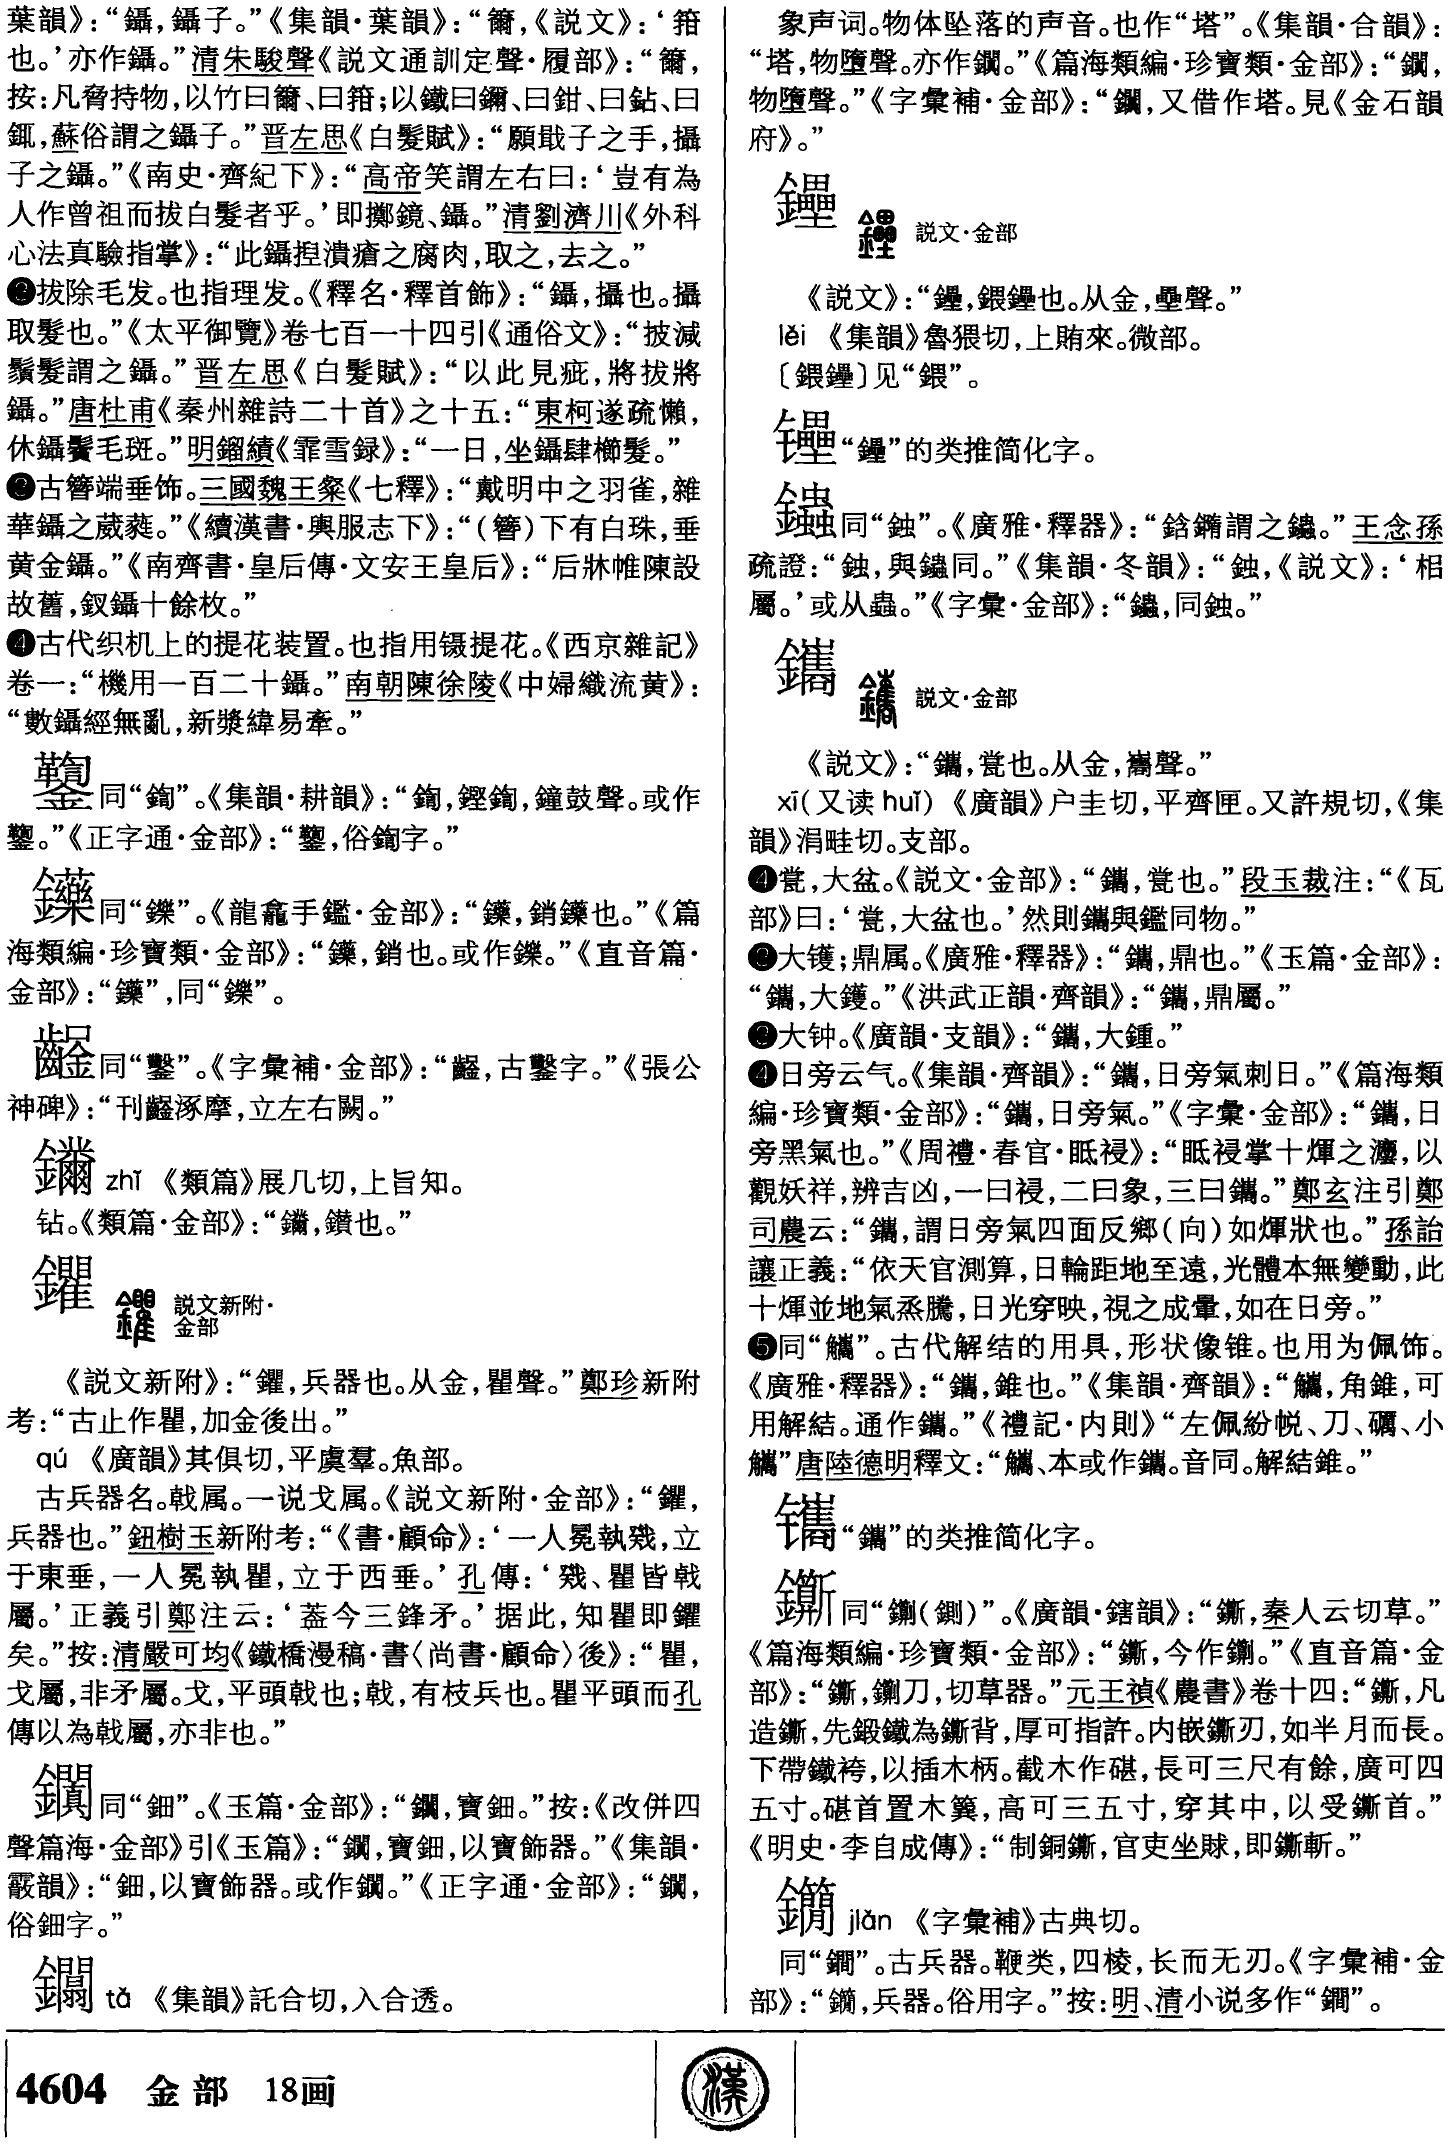 葉韻》：“鑷，鑷子。”《集韻·葉韻》：“籋，《説文》：‘箝
也。’亦作鑷。”清朱駿聲《説文通訓定聲·履部》：“籋，
按：凡脅持物，以竹曰籋、曰箝；以鐵曰鑈、曰鉗、曰鉆、曰
鉔，蘇俗謂之鑷子。”晋左思《白髮賦》：“願戢子之手，攝
子之鑷。”《南史·齊紀下》：“高帝笑謂左右曰：‘豈有為
人作曾祖而拔白髮者乎。’即擲鏡、鑷。”清劉濟川《外科
心法真驗指掌》：“此鑷揑潰瘡之腐肉，取之，去之。”
❷拔除毛发。也指理发。《釋名·釋首飾》：“鑷，攝也。攝
取髮也。”《太平御覽》卷七百一十四引《通俗文》：“披減
鬚髮謂之鑷。”晋左思《白髮賦》：“以此見疵，將拔將
鑷。”唐杜甫《秦州雜詩二十首》之十五：“東柯遂疏懶，
休鑷鬢毛斑。”明鎦績《霏雪録》：“一日，坐鑷肆櫛髮。”
❸古簪端垂饰。三國魏王粲《七釋》：“戴明中之羽雀，雜
華鑷之葳蕤。”《續漢書·輿服志下》：“（簪）下有白珠，垂
黄金鑷。”《南齊書·皇后傳·文安王皇后》：“后牀帷陳設
故舊，釵鑷十餘枚。”
❹古代织机上的提花装置。也指用镊提花。《西京雜記》
卷一：“機用一百二十鑷。”南朝陳徐陵《中婦織流黄》：
“數鑷經無亂，新漿緯易牽。”
同“鍧”。《集韻·耕韻》：“鍧，鏗鍧，鐘鼓聲。或作
。”《正字通·金部》：“，俗鍧字。”
鑶同“鑠”。《龍龕手鑑·金部》：“，銷也。”《篇
海類編·珍寶類·金部》：“，銷也。或作鑠。”《直音篇·
金部》：“”，同“鑠”。
同“鑿”。《字彙補·金部》：“，古鑿字。”《張公
神碑》：“刊涿摩，立左右闕。”
zhǐ 《類篇》展几切，上旨知。
钻。《類篇·金部》：“，鑽也。”
鑺 説文新附·
金部
《説文新附》：“鑺，兵器也。从金，瞿聲。”鄭珍新附
考：“古止作瞿，加金後出。”
qú 《廣韻》其俱切，平虞羣。魚部。
古兵器名。戟属。一说戈属。《説文新附·金部》：“鑺，
兵器也。”鈕樹玉新附考：“《書·顧命》：‘一人冕執戣，立
于東垂，一人冕執瞿，立于西垂。’孔傳：‘戣、瞿皆戟
屬。’正義引鄭注云：‘蓋今三鋒矛。’据此，知瞿即鑺
矣。”按：清嚴可均《鐵橋漫稿·書〈尚書·顧命〉後》：“瞿，
戈屬，非矛屬。戈，平頭戟也；戟，有枝兵也。瞿平頭而孔
傳以為戟屬，亦非也。”
同“鈿”。《玉篇·金部》：“，寶鈿。”按：《改併四
聲篇海·金部》引《玉篇》：“，寶鈿，以寶飾器。”《集韻·
霰韻》：“鈿，以寶飾器。或作。”《正字通·金部》：“，
俗鈿字。”
tǎ 《集韻》託合切，入合透。
象声词。物体坠落的声音。也作“塔”。《集韻·合韻》：
“塔，物墮聲。亦作。”《篇海類編·珍寶類·金部》：“，
物墮聲。”《字彙補·金部》：“，又借作塔。見《金石韻
府》。”
鑸 説文·金部
《説文》：“鑸，鍡鑸也。从金，壘聲。”
lěi 《集韻》魯猥切，上賄來。微部。
〔鍡鑸〕见“鍡”。
“鑸”的类推简化字。
同“鉵”。《廣雅·釋器》：“鋡謂之。”王念孫
疏證：“鉵，與同。”《集韻·冬韻》：“鉵，《説文》：‘相
屬。’或从蟲。”《字彙·金部》：“，同鉵。”
鑴 説文·金部
《説文》：“鑴，瓽也。从金，巂聲。”
xī（又读huī） 《廣韻》户圭切，平齊匣。又許規切，《集
韻》涓畦切。支部。
❹瓽，大盆。《説文·金部》：“鑴，瓽也。”段玉裁注：“《瓦
部》曰：‘瓽，大盆也。’然則鑴與鑑同物。”
❷大镬；鼎属。《廣雅·釋器》：“鑴，鼎也。”《玉篇·金部》：
“鑴，大鑊。”《洪武正韻·齊韻》：“鑴，鼎屬。”
❸大钟。《廣韻·支韻》：“鑴，大鍾。”
❹日旁云气。《集韻·齊韻》：“鑴，日旁氣刺日。”《篇海類
編·珍寶類·金部》：“鑴，日旁氣。”《字彙·金部》：“鑴，日
旁黑氣也。”《周禮·春官·眂祲》：“眂祲掌十煇之灋，以
觀妖祥，辨吉凶，一曰祲，二曰象，三曰鑴。”鄭玄注引鄭
司農云：“鑴，謂日旁氣四面反鄉（向）如煇狀也。”孫詒
讓正義：“依天官測算，日輪距地至遠，光體本無變動，此
十煇並地氣烝騰，日光穿映，視之成暈，如在日旁。”
❺同“觿”。古代解结的用具，形状像锥。也用为佩饰。
《廣雅·釋器》：“鑴，錐也。”《集韻·齊韻》：“觿，角錐，可
用解結。通作鑴。”《禮記·内則》“左佩紛帨、刀、礪、小
觿”唐陸德明釋文：“觿、本或作鑴。音同。解結錐。”
“鑴”的类推简化字。
同“（鍘）”。《廣韻·鎋韻》：“，秦人云切草。”
《篇海類編·珍寶類·金部》：“，今作。”《直音篇·金
部》：“，刀，切草器。”元王禎《農書》卷十四：“，凡
造，先鍛鐵為背，厚可指許。内嵌刃，如半月而長。
下帶鐵袴，以插木柄。截木作碪，長可三尺有餘，廣可四
五寸。碪首置木簨，高可三五寸，穿其中，以受首。”
《明史·李自成傳》：“制銅，官吏坐賕，即斬。”
jiǎn 《字彙補》古典切。
同“鐧”。古兵器。鞭类，四棱，长而无刃。《字彙補·金
部》：“，兵器。俗用字。”按：明、清小说多作“鐧”。
4604 金部 18画
漢